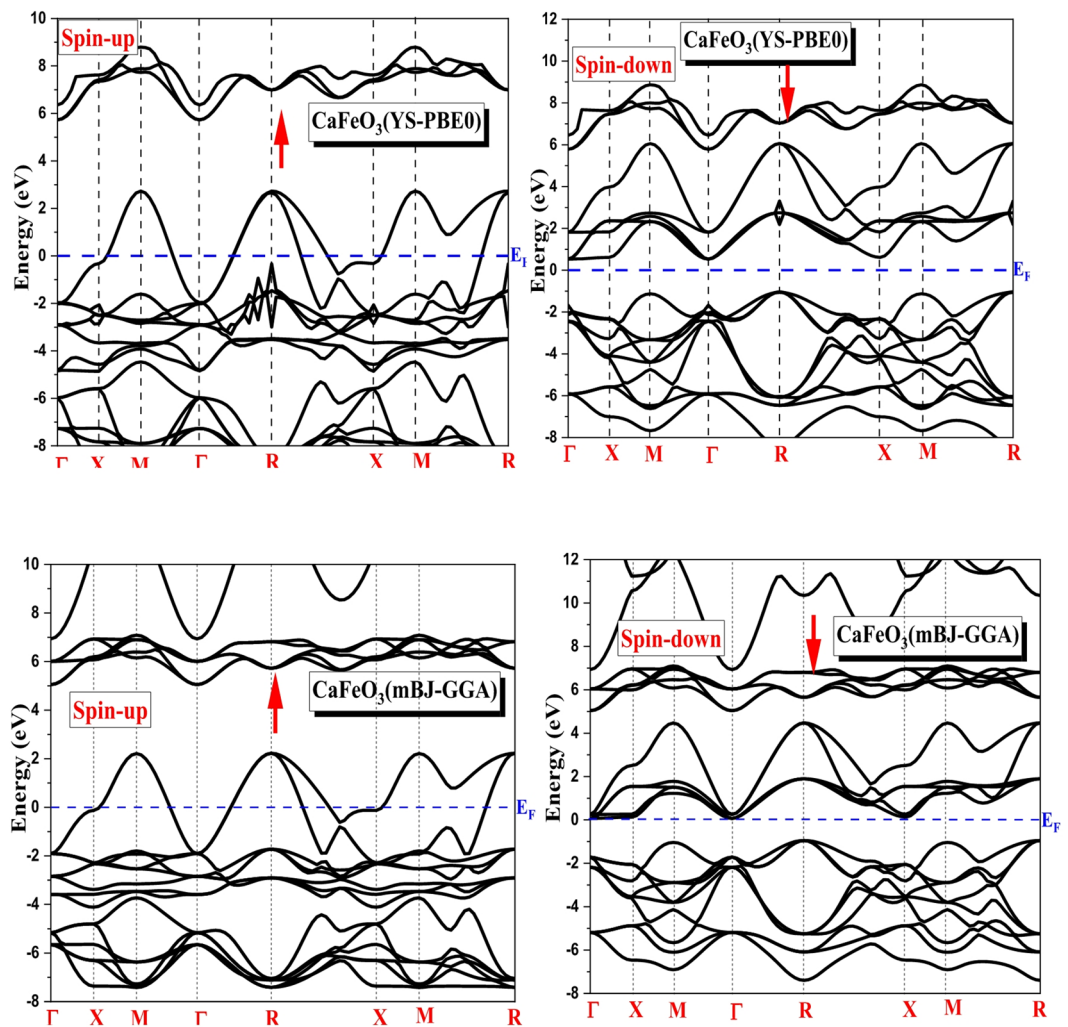 10
8
6
4
2
0
-2
-4
-6
-8
Energy (eV)
Spin-up
CaFeO3(YS-PBE0)
Γ X M Γ R X M R
12
10
8
6
4
2
0
-2
-4
-6
-8
Energy (eV)
CaFeO3(YS-PBE0)
Spin-down
EF
Γ X M Γ R X M R
10
8
6
4
2
0
-2
-4
-6
-8
Energy (eV)
CaFeO3(mBJ-GGA)
Spin-up
EF
Γ X M Γ R X M R
12
10
8
6
4
2
0
-2
-4
-6
-8
Energy (eV)
CaFeO3(mBJ-GGA)
Spin-down
EF
Γ X M Γ R X M R